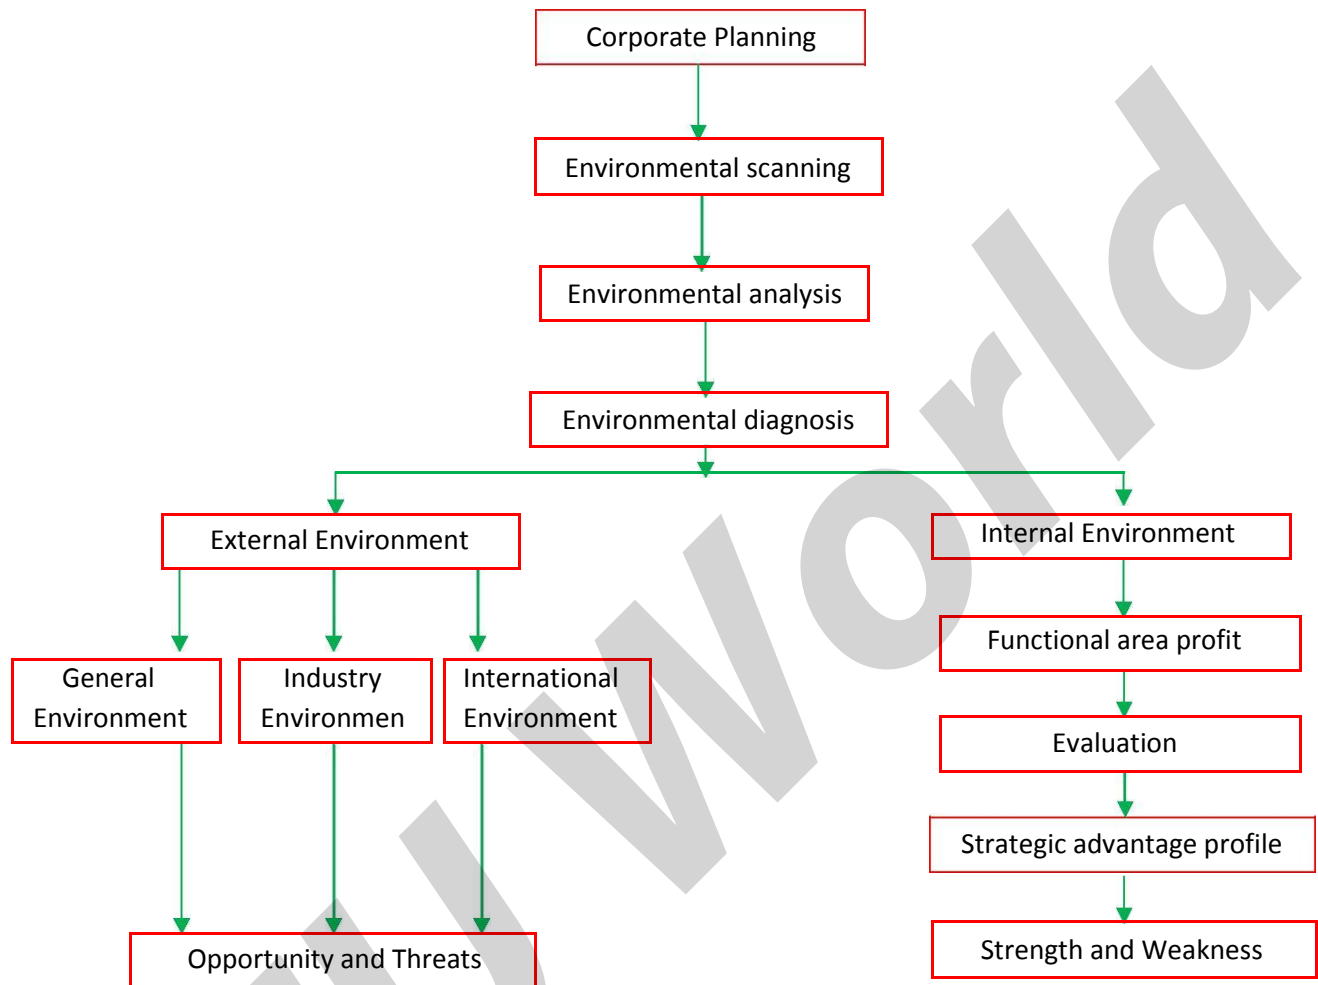 Corporate Planning
Environmental scanning
Environmental analysis
Environmental diagnosis
External Environment
Internal Environment
General
Environment
Industry
Environmen
International
Environment
Functional area profit
Evaluation
Strategic advantage profile
Opportunity and Threats
Strength and Weakness
World